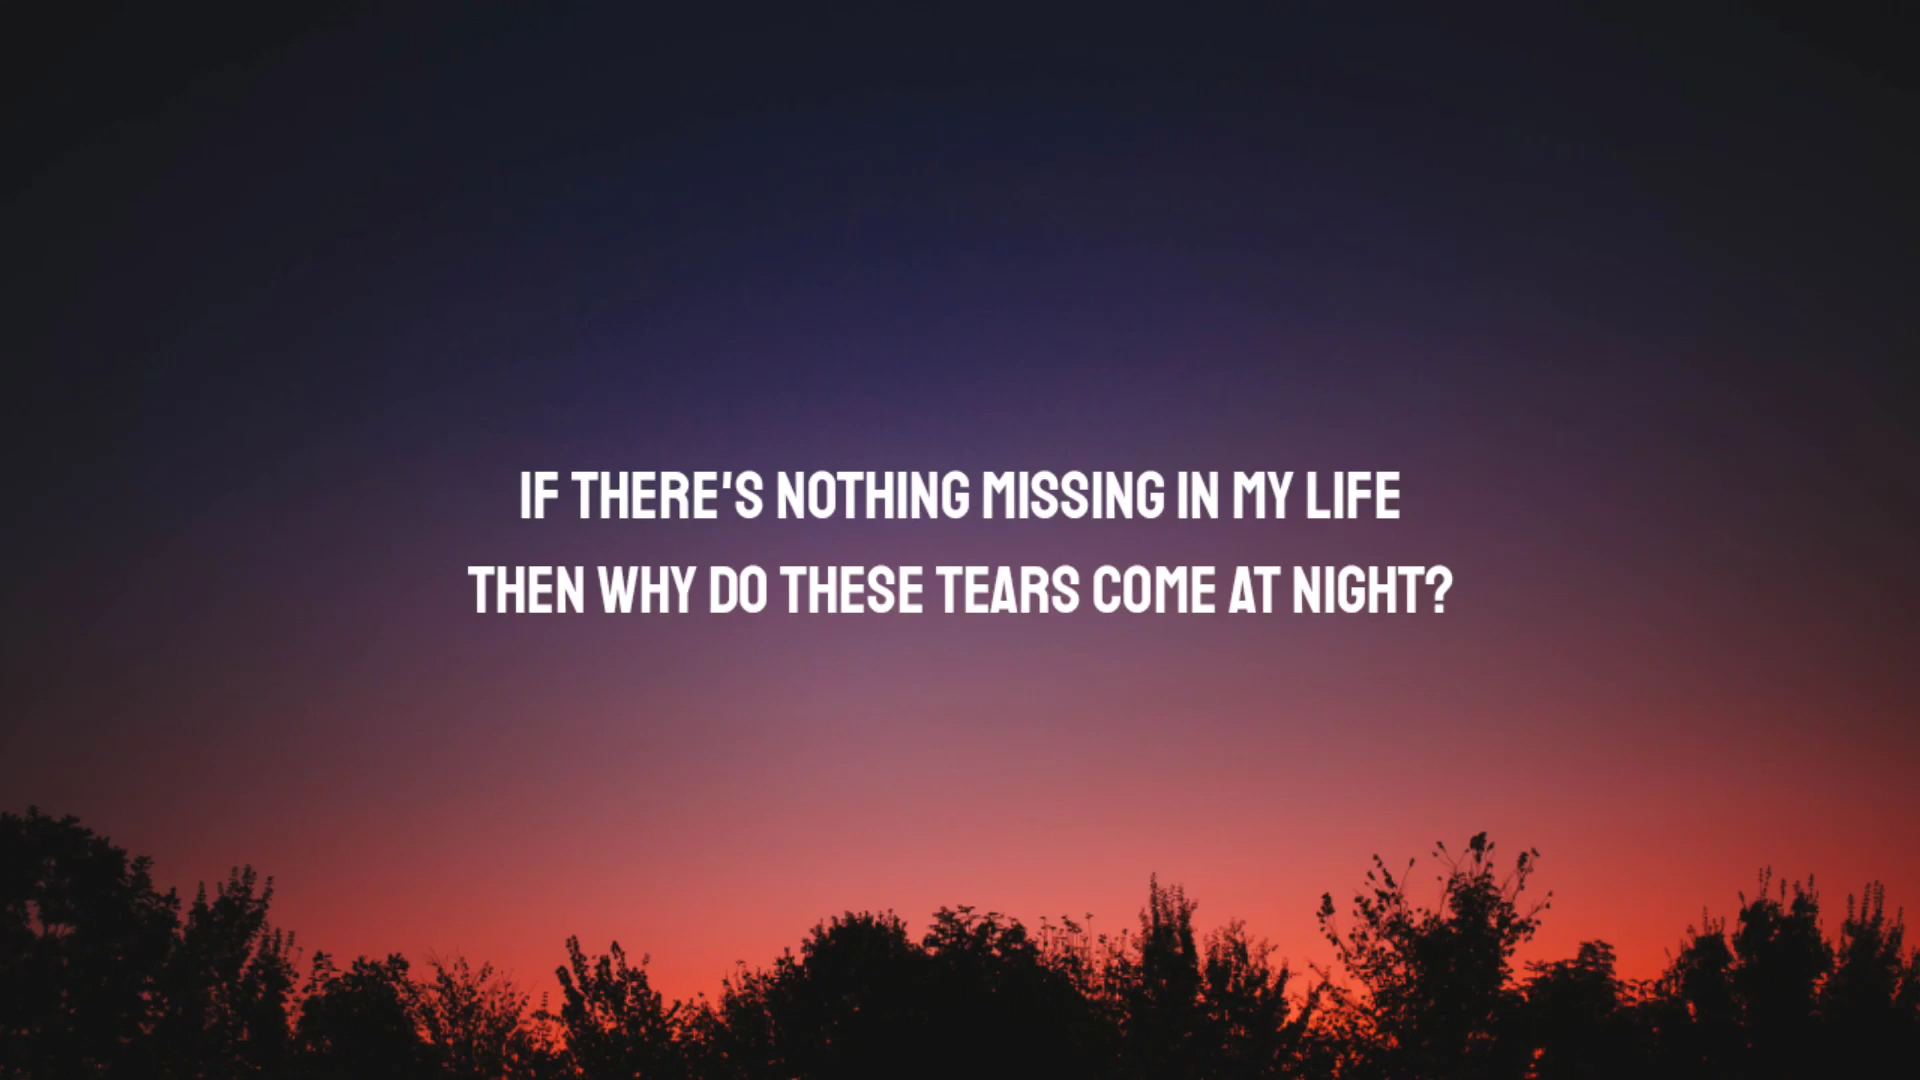 IF THERE'S NOTHING MISSING IN MY LIFE
THEN WHY DO THESE TEARS COME AT NIGHT?